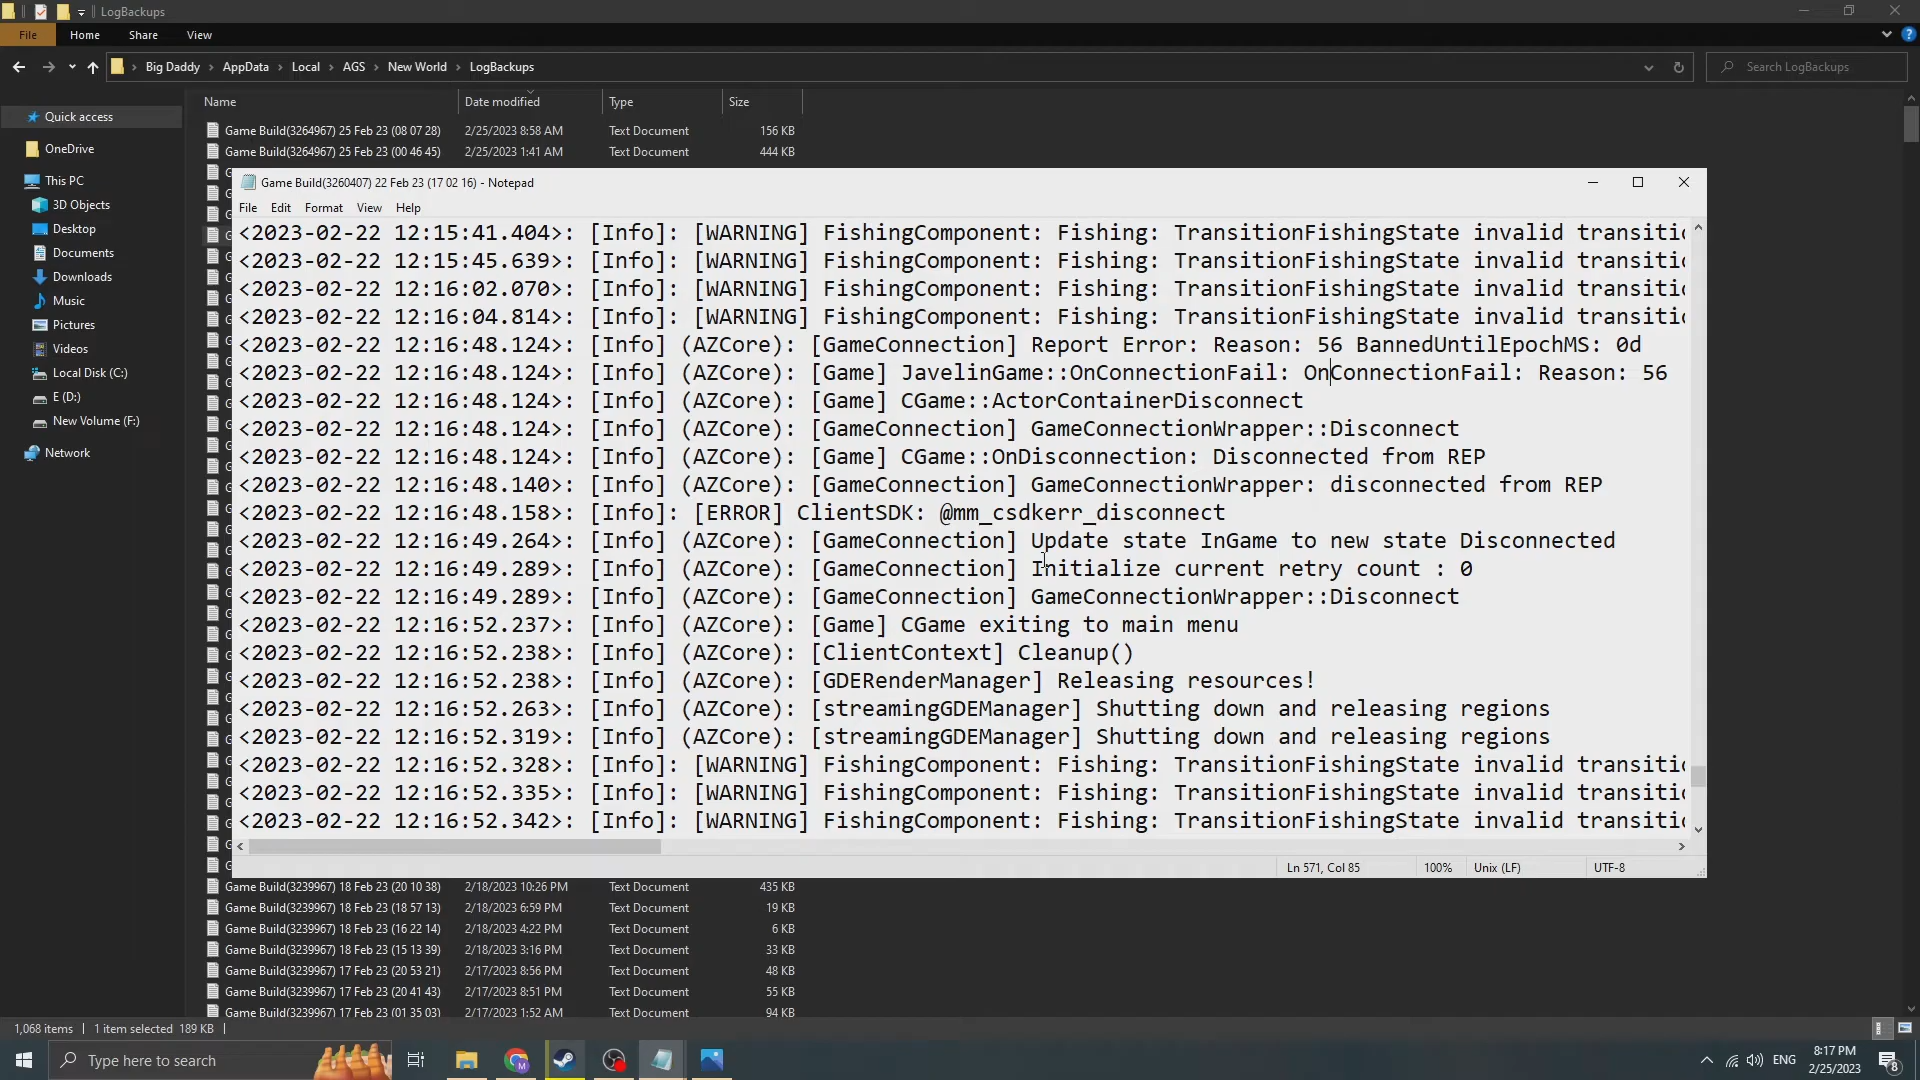 LogBackups
File Home Share View
Big Daddy AppData Local AGS New World LogBackups
Search LogBackups
Name Date modified Type Size
Quick access
OneDrive
This PC
3D Objects
Desktop
Documents
Downloads
Music
Pictures
Videos
Local Disk (C:)
E (D:)
New Volume (F:)
Network
Game Build(3264967) 25 Feb 23 (08 07 28) 2/25/2023 8:58 AM Text Document 156 KB
Game Build(3264967) 25 Feb 23 (00 46 45) 2/25/2023 1:41 AM Text Document 444 KB
Game Build(3260407) 22 Feb 23 (17 02 16) - Notepad
File Edit Format View Help
<2023-02-22 12:15:41.404>: [Info]: [WARNING] FishingComponent: Fishing: TransitionFishingState invalid transitio
<2023-02-22 12:15:45.639>: [Info]: [WARNING] FishingComponent: Fishing: TransitionFishingState invalid transitio
<2023-02-22 12:16:02.070>: [Info]: [WARNING] FishingComponent: Fishing: TransitionFishingState invalid transitio
<2023-02-22 12:16:04.814>: [Info]: [WARNING] FishingComponent: Fishing: TransitionFishingState invalid transitio
<2023-02-22 12:16:48.124>: [Info] (AZCore): [GameConnection] Report Error: Reason: 56 BannedUntilEpochMS: 0d
<2023-02-22 12:16:48.124>: [Info] (AZCore): [Game] JavelinGame::OnConnectionFail: OnConnectionFail: Reason: 56
<2023-02-22 12:16:48.124>: [Info] (AZCore): [Game] CGame::ActorContainerDisconnect
<2023-02-22 12:16:48.124>: [Info] (AZCore): [GameConnection] GameConnectionWrapper::Disconnect
<2023-02-22 12:16:48.124>: [Info] (AZCore): [Game] CGame::OnDisconnection: Disconnected from REP
<2023-02-22 12:16:48.140>: [Info] (AZCore): [GameConnection] GameConnectionWrapper: disconnected from REP
<2023-02-22 12:16:48.158>: [Info]: [ERROR] ClientSDK: @mm_csdkerr_disconnect
<2023-02-22 12:16:49.264>: [Info] (AZCore): [GameConnection] Update state InGame to new state Disconnected
<2023-02-22 12:16:49.289>: [Info] (AZCore): [GameConnection] Initialize current retry count : 0
<2023-02-22 12:16:49.289>: [Info] (AZCore): [GameConnection] GameConnectionWrapper::Disconnect
<2023-02-22 12:16:52.237>: [Info] (AZCore): [Game] CGame exiting to main menu
<2023-02-22 12:16:52.238>: [Info] (AZCore): [ClientContext] Cleanup()
<2023-02-22 12:16:52.238>: [Info] (AZCore): [GDERenderManager] Releasing resources!
<2023-02-22 12:16:52.263>: [Info] (AZCore): [streamingGDEManager] Shutting down and releasing regions
<2023-02-22 12:16:52.319>: [Info] (AZCore): [streamingGDEManager] Shutting down and releasing regions
<2023-02-22 12:16:52.328>: [Info]: [WARNING] FishingComponent: Fishing: TransitionFishingState invalid transitio
<2023-02-22 12:16:52.335>: [Info]: [WARNING] FishingComponent: Fishing: TransitionFishingState invalid transitio
<2023-02-22 12:16:52.342>: [Info]: [WARNING] FishingComponent: Fishing: TransitionFishingState invalid transitio
Ln 571, Col 85 100% Unix (LF) UTF-8
Game Build(3239967) 18 Feb 23 (20 10 38) 2/18/2023 10:26 PM Text Document 435 KB
Game Build(3239967) 18 Feb 23 (18 57 13) 2/18/2023 6:59 PM Text Document 19 KB
Game Build(3239967) 18 Feb 23 (16 22 14) 2/18/2023 4:22 PM Text Document 6 KB
Game Build(3239967) 18 Feb 23 (15 13 39) 2/18/2023 3:16 PM Text Document 33 KB
Game Build(3239967) 17 Feb 23 (20 53 21) 2/17/2023 8:56 PM Text Document 48 KB
Game Build(3239967) 17 Feb 23 (20 41 43) 2/17/2023 8:51 PM Text Document 55 KB
Game Build(3239967) 17 Feb 23 (01 35 03) 2/17/2023 1:52 AM Text Document 94 KB
1,068 items 1 item selected 189 KB
Type here to search
ENG
8:17 PM
2/25/2023
8